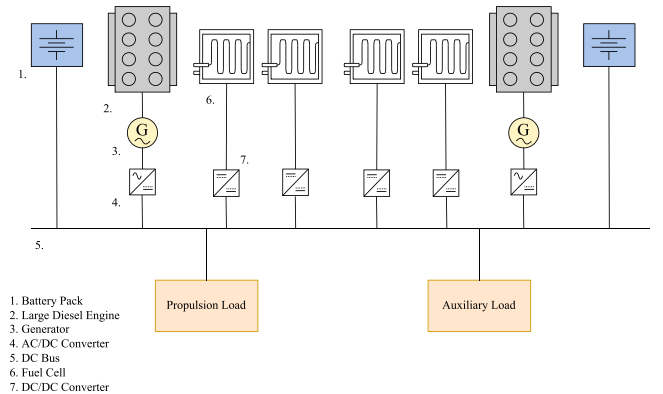 1.
2.
6.
G
G
3.
7.
4.
5.
Propulsion Load
Auxiliary Load
1. Battery Pack
2. Large Diesel Engine
3. Generator
4. AC/DC Converter
5. DC Bus
6. Fuel Cell
7. DC/DC Converter